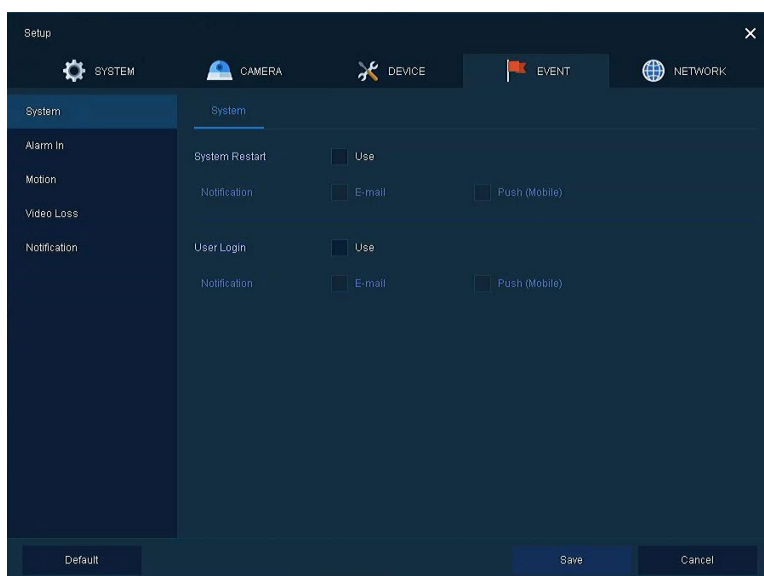 Setup
SYSTEM CAMERA DEVICE EVENT NETWORK
System
Alarm In
Motion
Video Loss
Notification
System
System Restart Use
Notification E-mail Push (Mobile)
User Login Use
Notification E-mail Push (Mobile)
Default Save Cancel